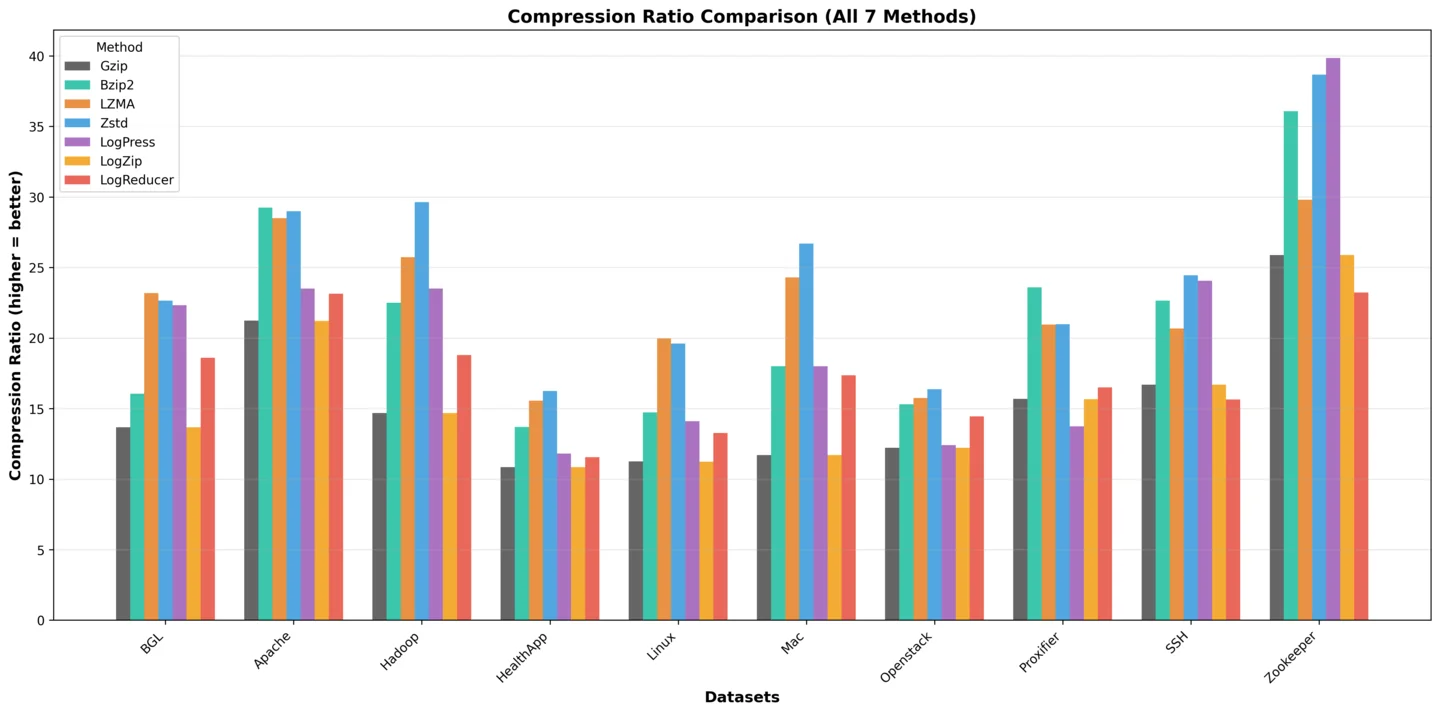 Compression Ratio Comparison (All 7 Methods)
Compression Ratio (higher = better)
40
35
30
25
20
15
10
5
0
Method
Gzip
Bzip2
LZMA
Zstd
LogPress
LogZip
LogReducer
BGL
Apache
Hadoop
HealthApp
Linux
Mac
Openstack
Proxifier
SSH
Zookeeper
Datasets